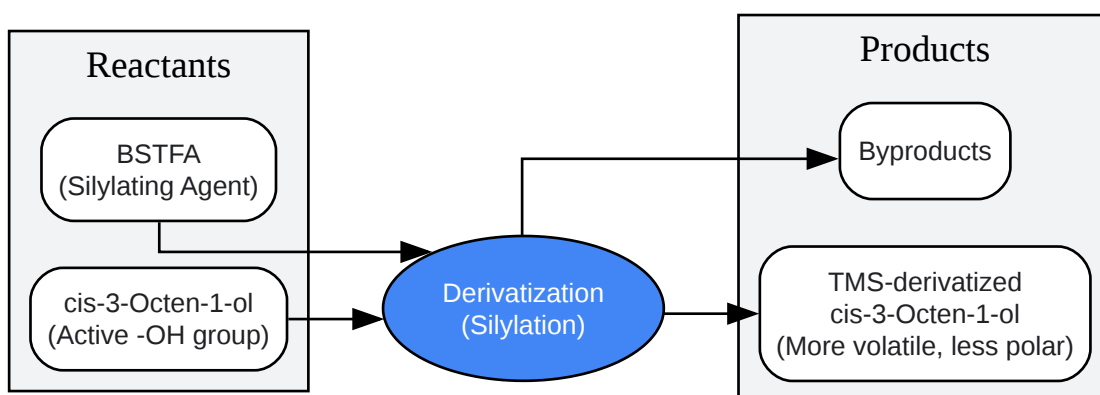 Reactants
BSTFA
(Silylating Agent)
cis-3-Octen-1-ol
(Active -OH group)
Derivatization
(Silylation)
Products
Byproducts
TMS-derivatized
cis-3-Octen-1-ol
(More volatile, less polar)